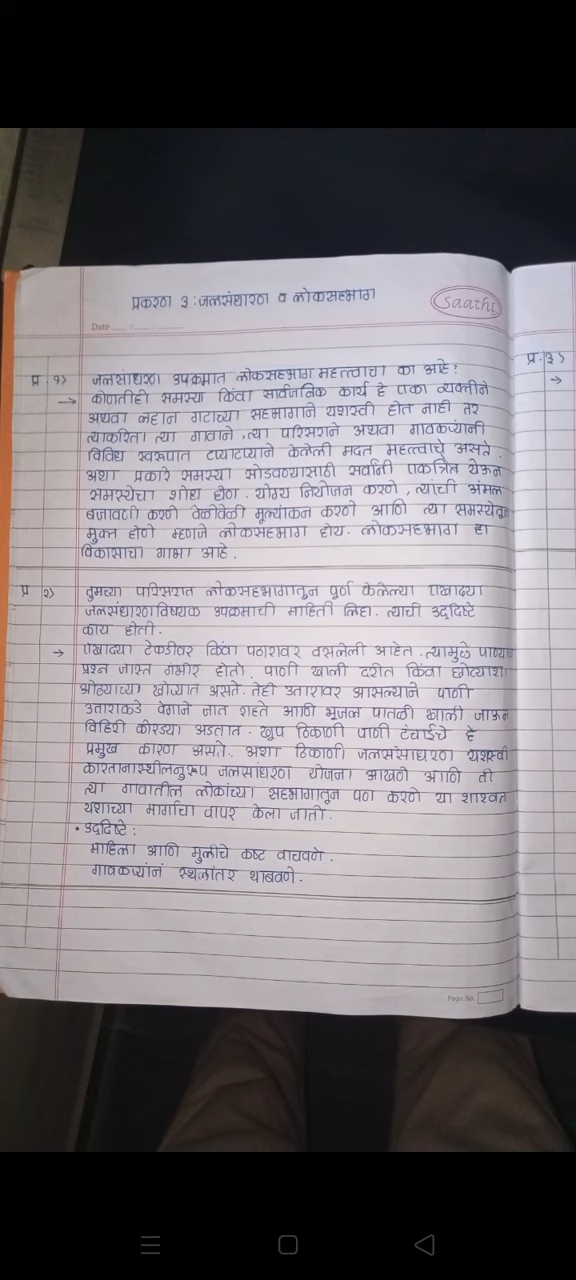 प्रकरण 3 : जलसंधारण व लोकसहभाग
Saathi
Date
प्र १) जलसंधारण उपक्रमात लोकसहभाग महत्त्वाचा का आहे?
→ कोणतीही समस्या किंवा सार्वजनिक कार्य हे एका व्यक्तीने
अथवा लहान गटाच्या सहभागाने यशस्वी होत नाही तर
त्याकरिता त्या गावाने, त्या परिसराने अथवा गावकऱ्यांनी
विविध स्वरूपात टप्याटप्याने केलेली मदत महत्त्वाचे असते.
अशा प्रकारे समस्या सोडवण्यासाठी सर्वांनी एकत्रित येऊन
समस्येचा शोध घेणे. योग्य नियोजन करणे, त्यांची अंमल
बजावणी करणे वेळोवेळी मूल्यांकन करणे आणि त्या समस्येतून
मुक्त होणे म्हणजे लोकसहभाग होय. लोकसहभाग हा
विकासाचा गाभा आहे.
प्र २) तुमच्या परिसरात लोकसहभागातून पूर्ण केलेल्या एखाद्या
जलसंधारणविषयक उपक्रमाची माहिती लिहा. त्याची उद्दिष्टे
काय होती.
→ एखाद्या टेकडीवर किंवा पठारावर वसलेली आहेत. त्यामुळे
प्रश्न जास्त गंभीर होतो. पाणी खाली दरीत किंवा
ओढ्याच्या खोऱ्यात असते. तेही उतारावर आसल्याने पाणी
उताराकडे वेगाने जात राहते आणि भूजल पातळी खाली जाऊन
विहिरी कोरड्या अडतात. खूप ठिकाणी पाणी टंचाईचे हे
प्रमुख कारण असते. अशा ठिकाणी जलसंसाधरण यशस्वी
जलसांधारण योजना आखणे आणि ती
त्या गावातील लोकांच्या सहभागातून पण करणे या शाश्वत
यशाच्या मार्गाचा वापर केला जातो.
• उद्दिष्टे :
माहिला आणि मुलींचे कष्ट वाचवणे.
गावकऱ्यांनं स्थलांतर थाबवणे.
Page No
प्र. ३)
→